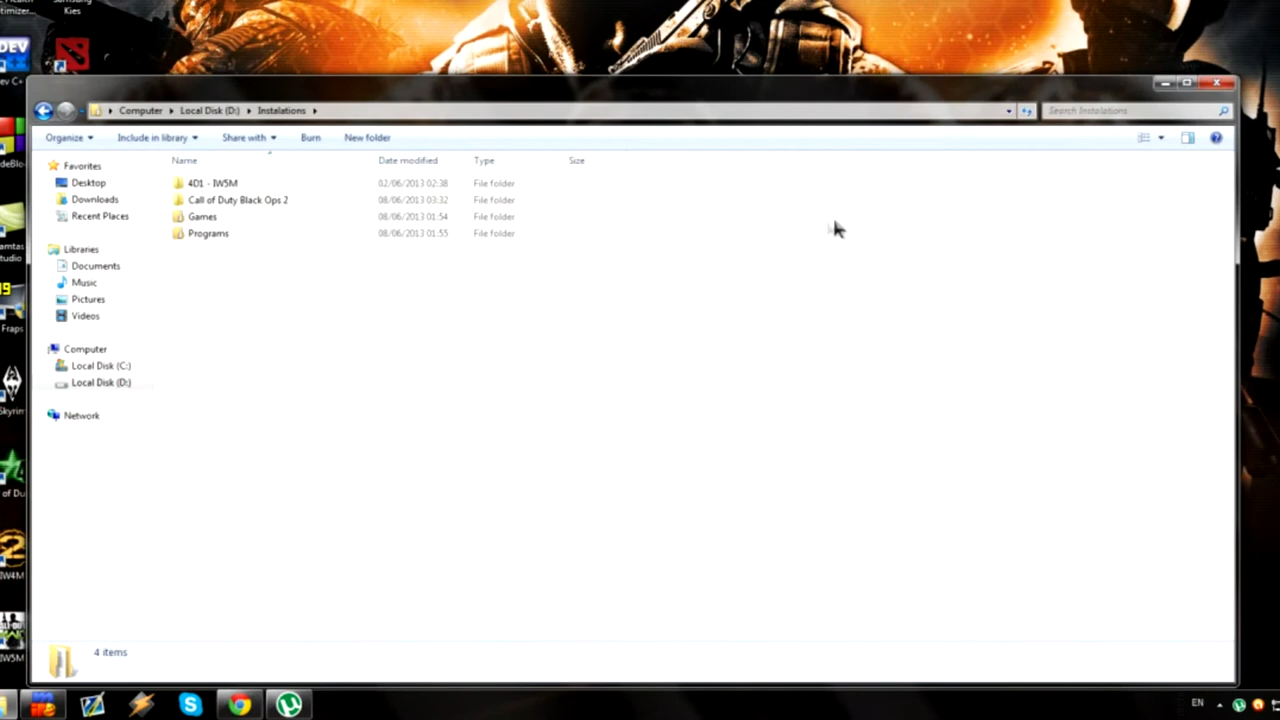 Samsung
Kies
Computer Local Disk (D:) Instalations
Search Instalations
Organize Include in library Share with Burn New folder
Name Date modified Type Size
Favorites
Desktop
Downloads
Recent Places
Libraries
Documents
Music
Pictures
Videos
Computer
Local Disk (C:)
Local Disk (D:)
Network
4D1 - IW5M 02/06/2013 02:38 File folder
Call of Duty Black Ops 2 08/06/2013 03:32 File folder
Games 08/06/2013 01:54 File folder
Programs 08/06/2013 01:55 File folder
4 items
DEV
Fraps
Skyrim
IW4M
IW5M
EN